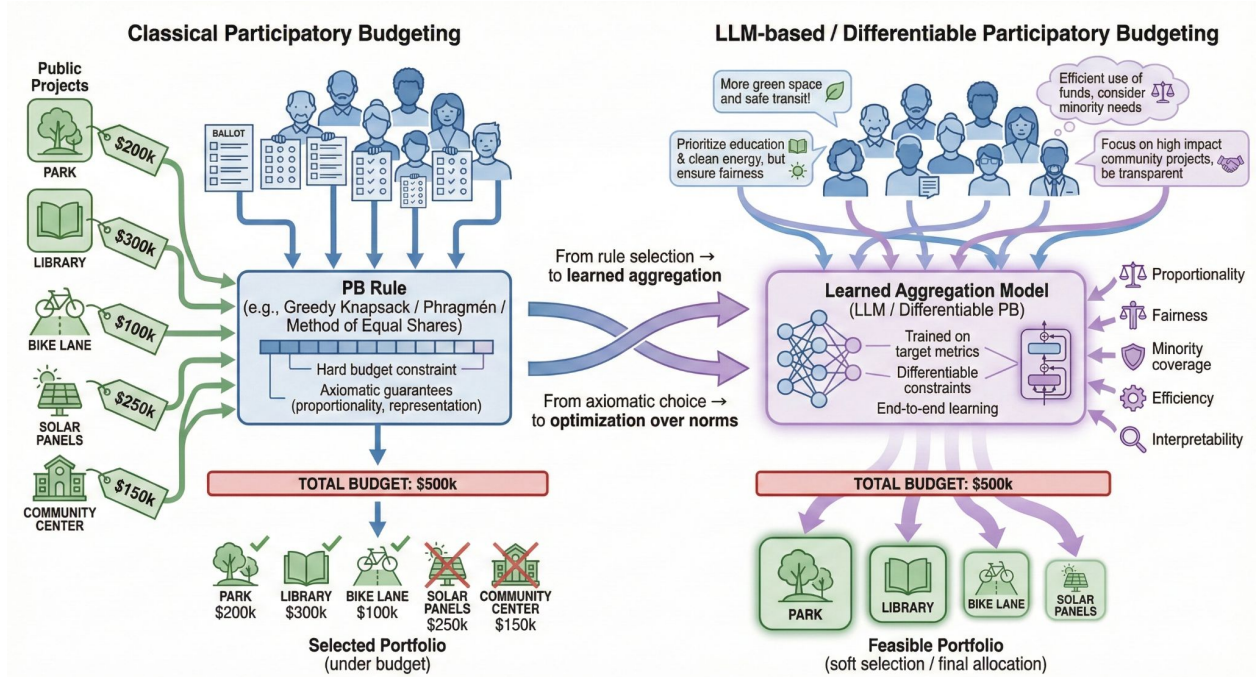 Classical Participatory Budgeting
Public
Projects
PARK
$200k
LIBRARY
$300k
BIKE LANE
$100k
SOLAR
PANELS
$250k
COMMUNITY
CENTER
$150k
BALLOT
PB Rule
(e.g., Greedy Knapsack / Phragmén /
Method of Equal Shares)
Hard budget constraint
Axiomatic guarantees
(proportionality, representation)
TOTAL BUDGET: $500k
PARK
$200k
LIBRARY
$300k
BIKE LANE
$100k
SOLAR
PANELS
$250k
COMMUNITY
CENTER
$150k
Selected Portfolio
(under budget)
From rule selection →
to learned aggregation
From axiomatic choice →
to optimization over norms
LLM-based / Differentiable Participatory Budgeting
More green space
and safe transit!
Prioritize education
& clean energy, but
ensure fairness
Efficient use of
funds, consider
minority needs
Focus on high impact
community projects,
be transparent
Learned Aggregation Model
(LLM / Differentiable PB)
Trained on
target metrics
Differentiable
constraints
End-to-end learning
Proportionality
Fairness
Minority
coverage
Efficiency
Interpretability
TOTAL BUDGET: $500k
PARK
LIBRARY
BIKE LANE
SOLAR
PANELS
Feasible Portfolio
(soft selection / final allocation)